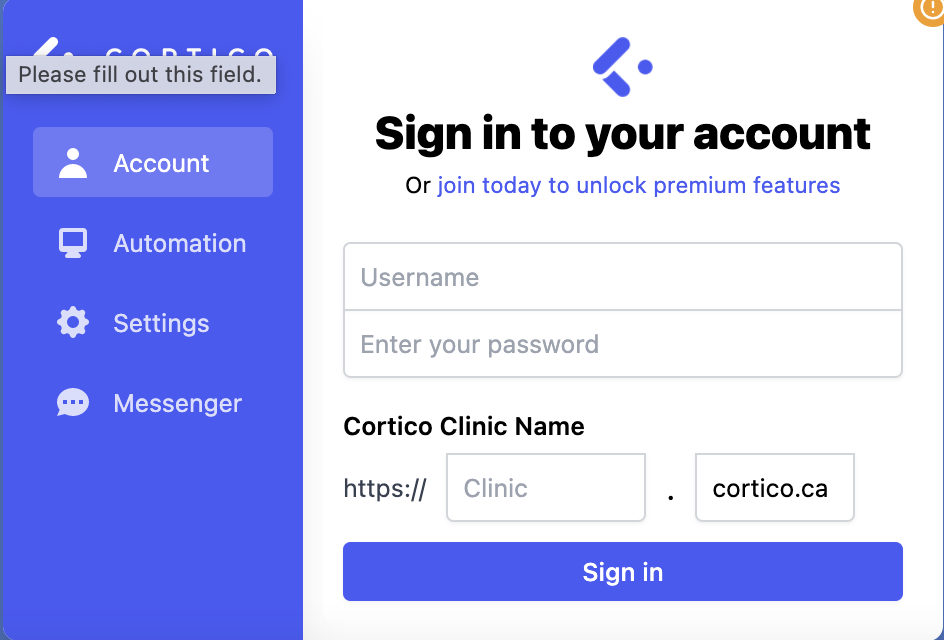 CORTICO
Please fill out this field.
Account
Automation
Settings
Messenger
Sign in to your account
Or join today to unlock premium features
Username
Enter your password
Cortico Clinic Name
https:// Clinic . cortico.ca
Sign in